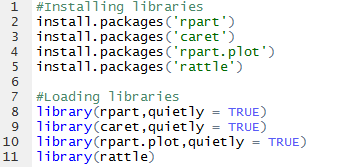 1 #Installing libraries
2 install.packages('rpart')
3 install.packages('caret')
4 install.packages('rpart.plot')
5 install.packages('rattle')
6
7 #Loading libraries
8 library(rpart,quietly = TRUE)
9 library(caret,quietly = TRUE)
10 library(rpart.plot,quietly = TRUE)
11 library(rattle)